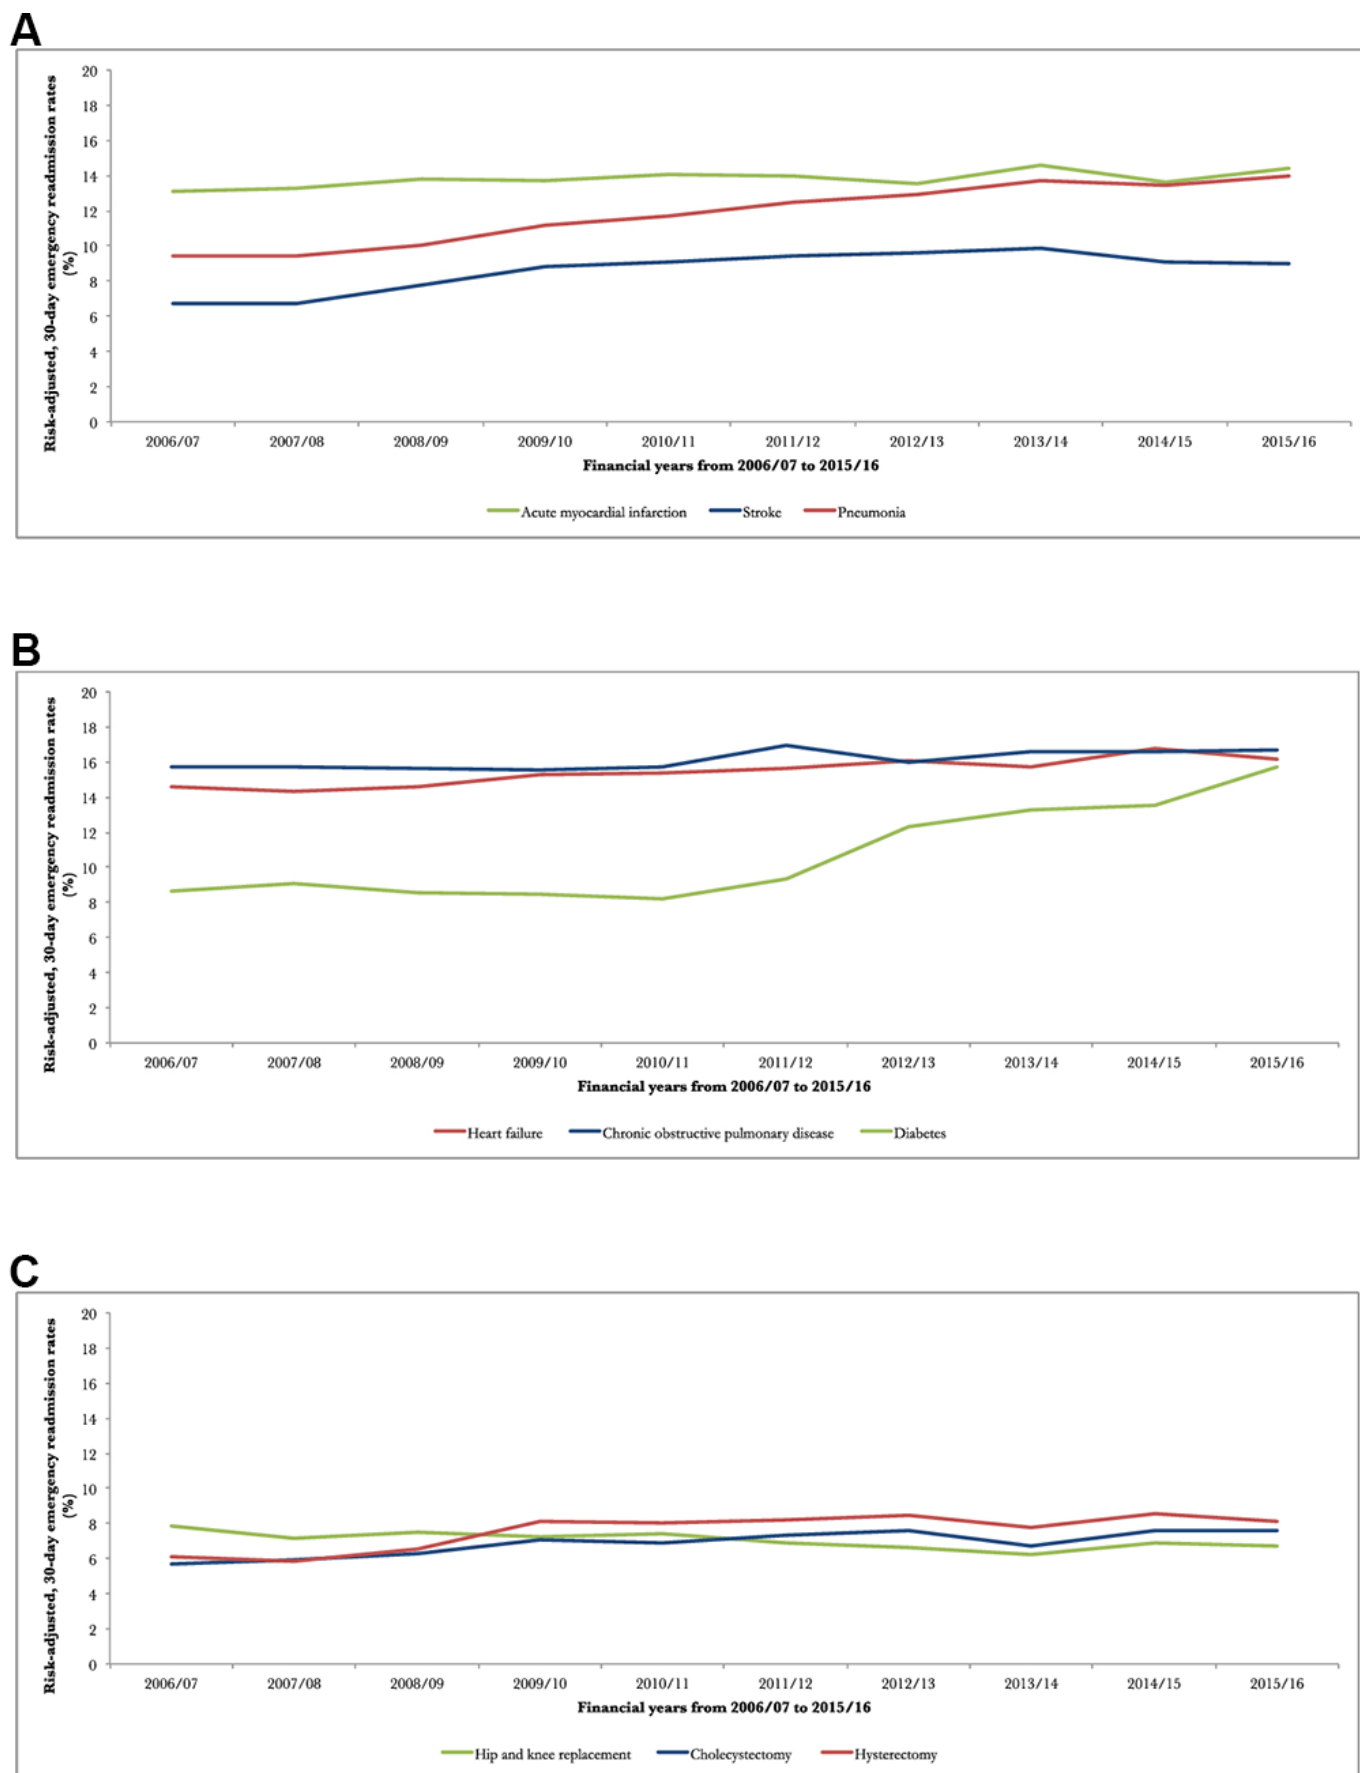 A
Risk-adjusted, 30-day emergency readmission rates
(%)
20
18
16
14
12
10
8
6
4
2
0
2006/07 2007/08 2008/09 2009/10 2010/11 2011/12 2012/13 2013/14 2014/15 2015/16
Financial years from 2006/07 to 2015/16
Acute myocardial infarction Stroke Pneumonia
B
Risk-adjusted, 30-day emergency readmission rates
(%)
20
18
16
14
12
10
8
6
4
2
0
2006/07 2007/08 2008/09 2009/10 2010/11 2011/12 2012/13 2013/14 2014/15 2015/16
Financial years from 2006/07 to 2015/16
Heart failure Chronic obstructive pulmonary disease Diabetes
C
Risk-adjusted, 30-day emergency readmission rates
(%)
20
18
16
14
12
10
8
6
4
2
0
2006/07 2007/08 2008/09 2009/10 2010/11 2011/12 2012/13 2013/14 2014/15 2015/16
Financial years from 2006/07 to 2015/16
Hip and knee replacement Cholecystectomy Hysterectomy